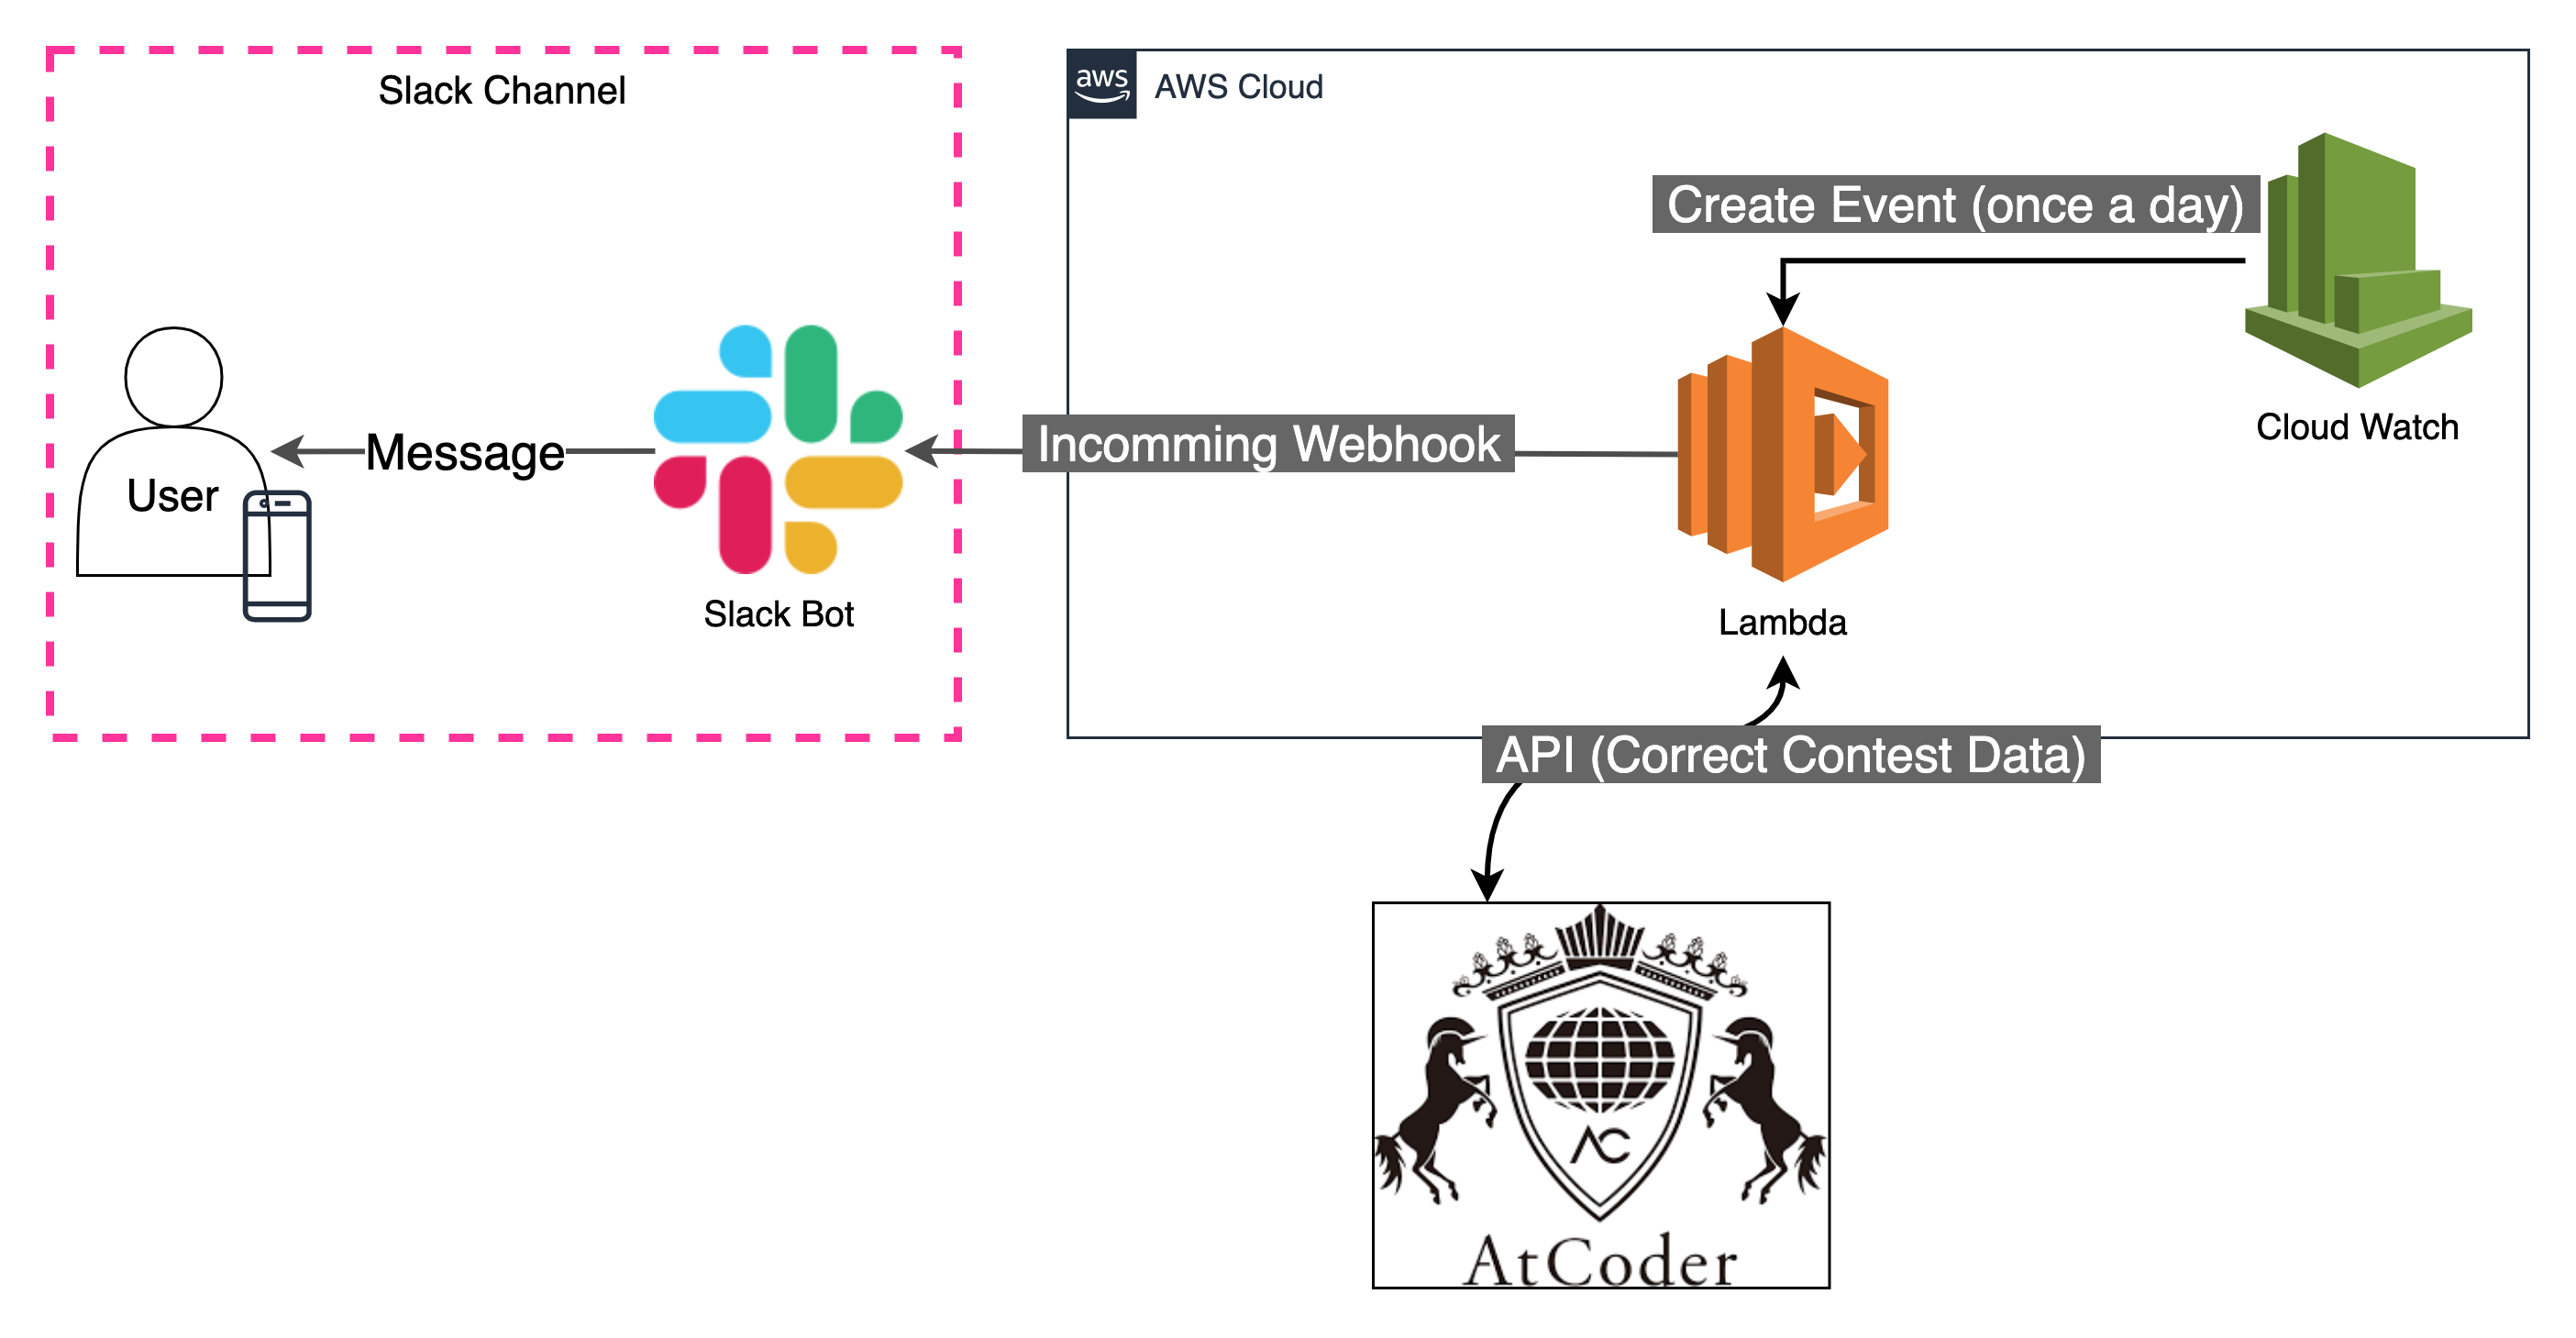 Slack Channel
aws
AWS Cloud
Create Event (once a day)
Cloud Watch
Message
Incomming Webhook
User
Slack Bot
Lambda
API (Correct Contest Data)
AC
AtCoder